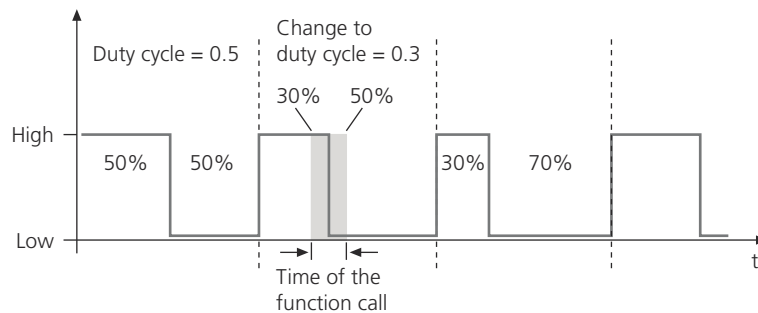 Change to
Duty cycle = 0.5
duty cycle = 0.3
30%
50%
High
50%
50%
30%
70%
Low
t
Time of the
function call